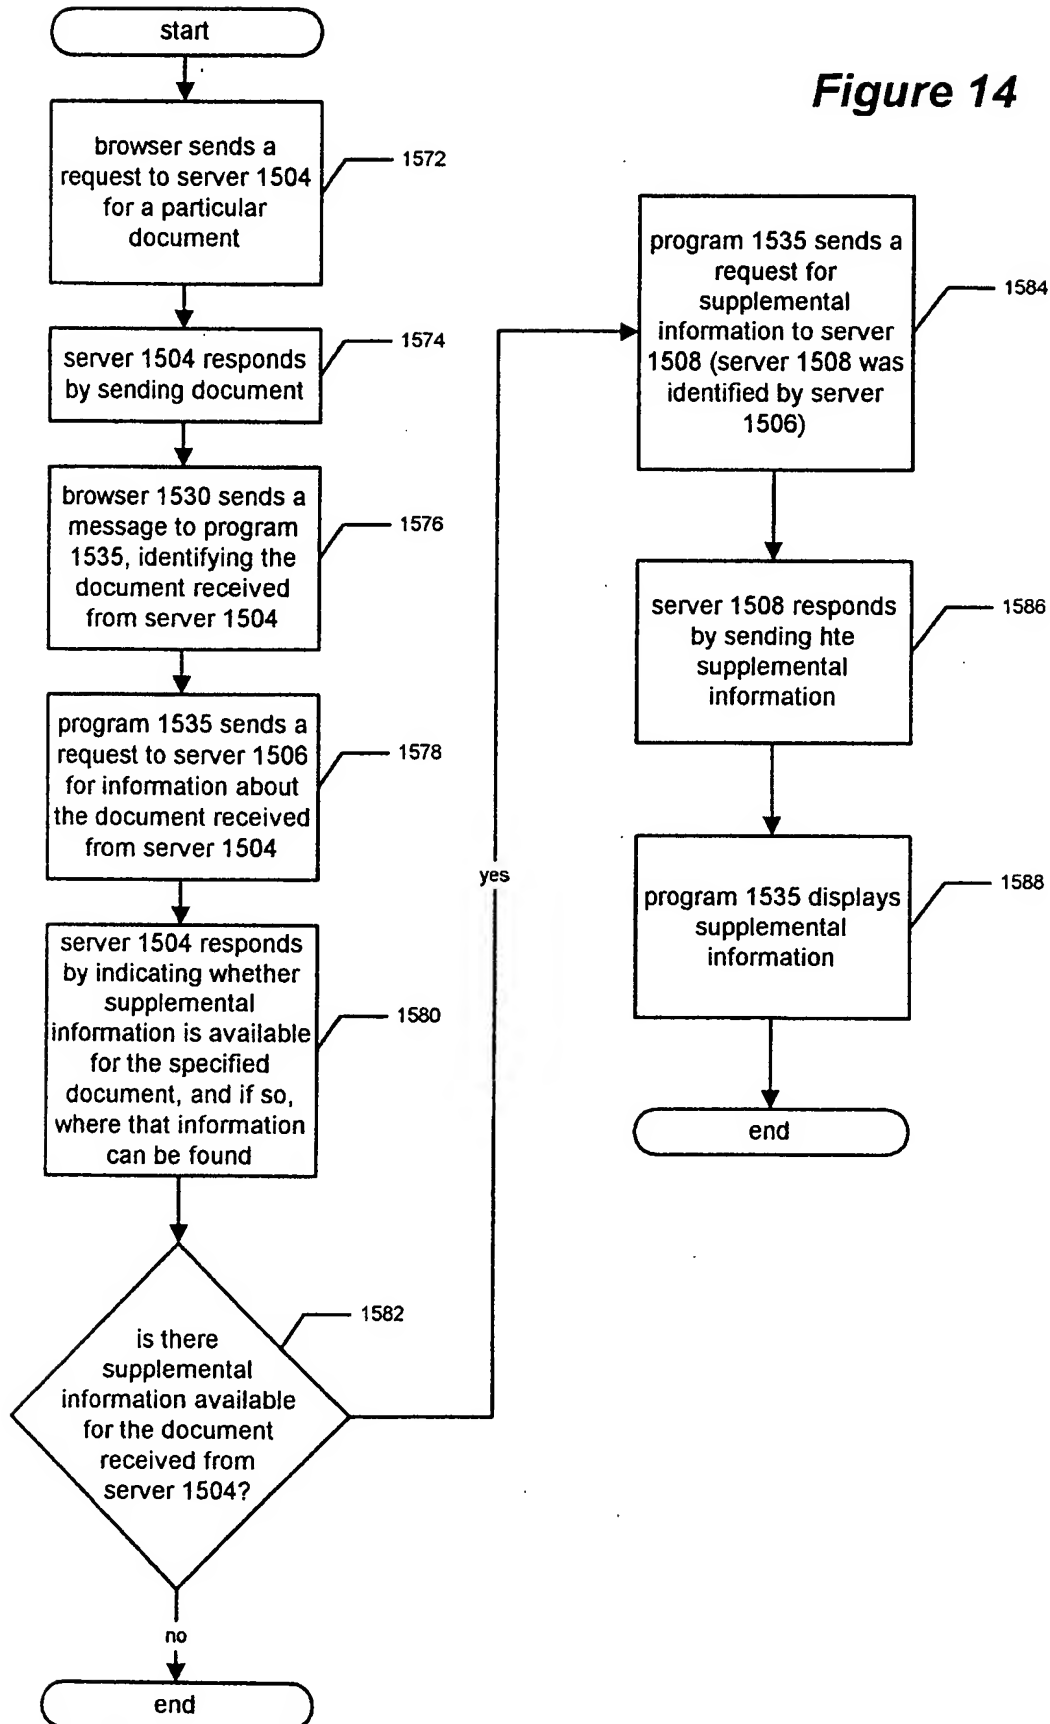 start
Figure 14
browser sends a
request to server 1504
for a particular
document
1572
server 1504 responds
by sending document
1574
browser 1530 sends a
message to program
1535, identifying the
document received
from server 1504
1576
program 1535 sends a
request to server 1506
for information about
the document received
from server 1504
1578
server 1504 responds
by indicating whether
supplemental
information is available
for the specified
document, and if so,
where that information
can be found
1580
is there
supplemental
information available
for the document
received from
server 1504?
1582
no
end
yes
program 1535 sends a
request for
supplemental
information to server
1508 (server 1508 was
identified by server
1506)
1584
server 1508 responds
by sending hte
supplemental
information
1586
program 1535 displays
supplemental
information
1588
end